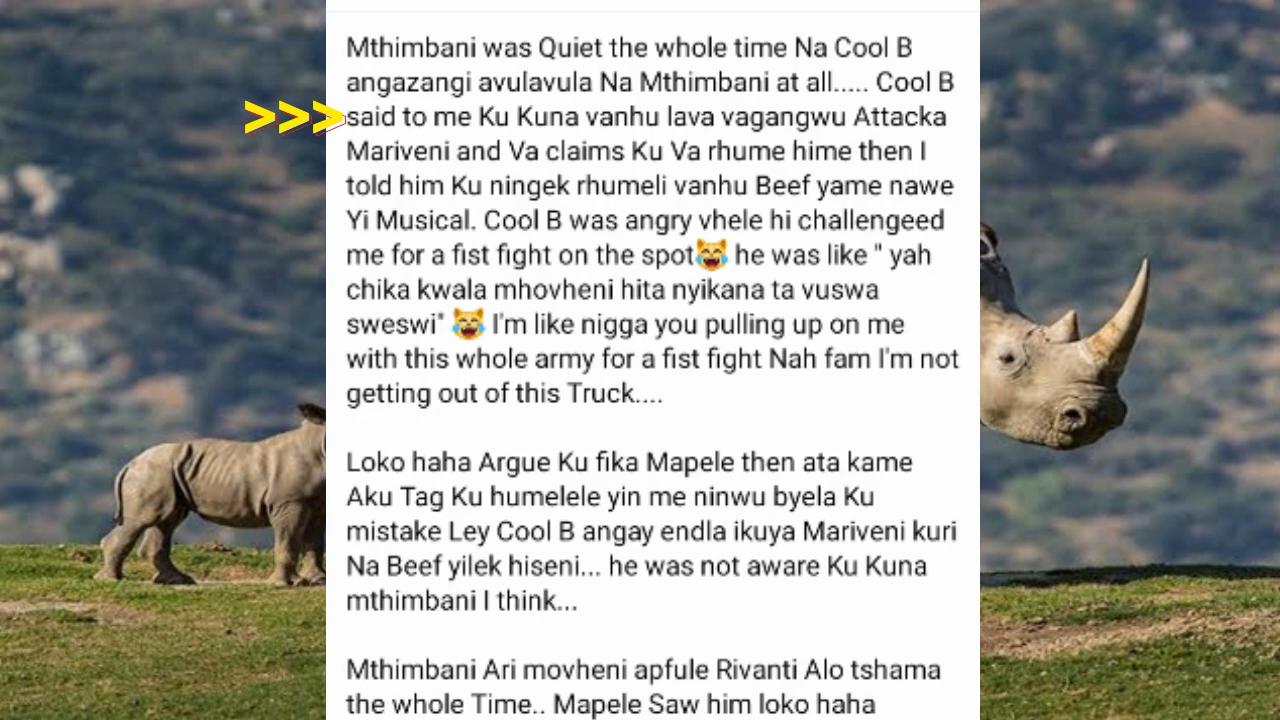 Mthimbani was Quiet the whole time Na Cool B
angazangi avulavula Na Mthimbani at all..... Cool B
>>> said to me Ku Kuna vanhu lava vagangwu Attacka
Mariveni and Va claims Ku Va rhume hime then I
told him Ku ningek rhumeli vanhu Beef yame nawe
Yi Musical. Cool B was angry vhele hi challengeed
me for a fist fight on the spot😹 he was like " yah
chika kwala mhovheni hita nyikana ta vuswa
sweswi" 😹 I'm like nigga you pulling up on me
with this whole army for a fist fight Nah fam I'm not
getting out of this Truck....
Loko haha Argue Ku fika Mapele then ata kame
Aku Tag Ku humelele yin me ninwu byela Ku
mistake Ley Cool B angay endla ikuya Mariveni kuri
Na Beef yilek hiseni... he was not aware Ku Kuna
mthimbani I think...
Mthimbani Ari movheni apfule Rivanti Alo tshama
the whole Time.. Mapele Saw him loko haha